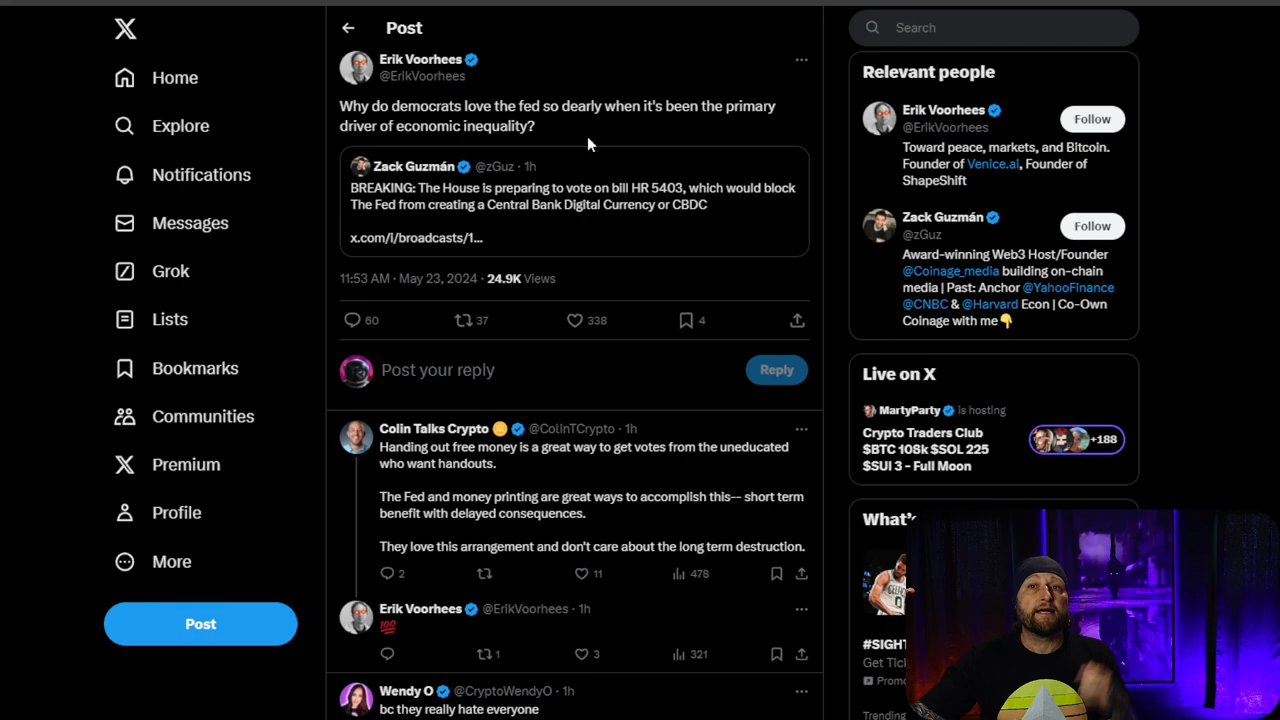 Home
Explore
Notifications
Messages
Grok
Lists
Bookmarks
Communities
Premium
Profile
More
Post
Post
Erik Voorhees
@ErikVoorhees
Why do democrats love the fed so dearly when it's been the primary
driver of economic inequality?
Zack Guzmán @zGuz · 1h
BREAKING: The House is preparing to vote on bill HR 5403, which would block
The Fed from creating a Central Bank Digital Currency or CBDC
x.com/i/broadcasts/1...
11:53 AM · May 23, 2024 · 24.9K Views
60 37 338 4
Post your reply
Reply
Colin Talks Crypto @ColinTCrypto · 1h
Handing out free money is a great way to get votes from the uneducated
who want handouts.
The Fed and money printing are great ways to accomplish this-- short term
benefit with delayed consequences.
They love this arrangement and don't care about the long term destruction.
2 11 478
Erik Voorhees @ErikVoorhees · 1h
💯
1 3 321
Wendy O @CryptoWendyO · 1h
bc they really hate everyone
Search
Relevant people
Erik Voorhees
@ErikVoorhees
Follow
Toward peace, markets, and Bitcoin.
Founder of Venice.ai, Founder of
ShapeShift
Zack Guzmán
@zGuz
Follow
Award-winning Web3 Host/Founder
@Coinage_media building on-chain
media | Past: Anchor @YahooFinance
@CNBC & @Harvard Econ | Co-Own
Coinage with me👇
Live on X
MartyParty is hosting
Crypto Traders Club
$BTC 108k $SOL 225
$SUI 3 - Full Moon
+188
What's
#SIGHT
Get Tic
Promo
Trending